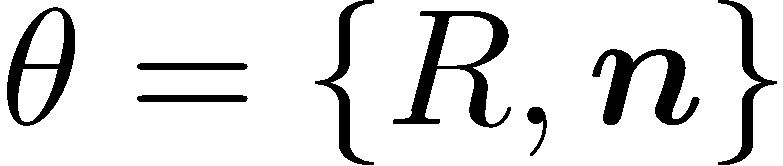 θ = {R, 𝒏}